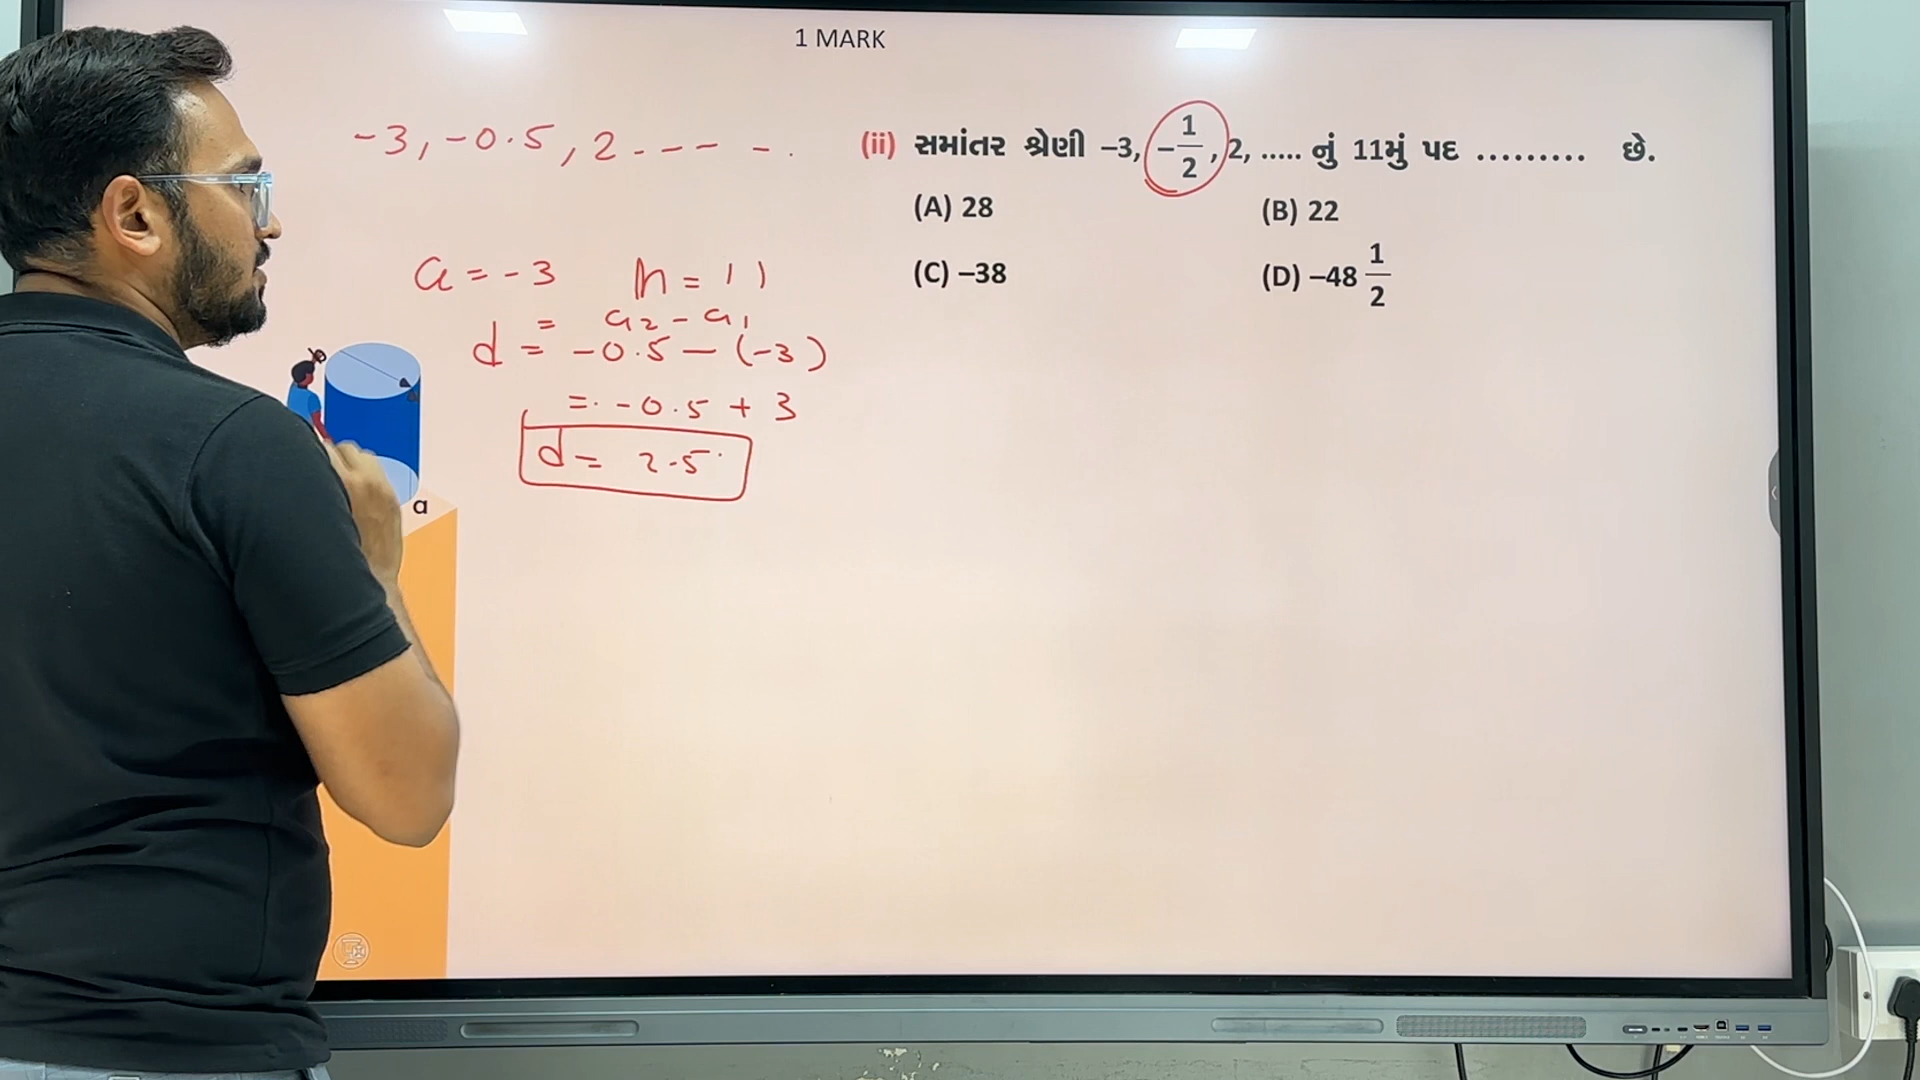 1 MARK
-3, -0.5, 2 - - - - .
(ii) સમાંતર શ્રેણી –3, –1/2, 2, ..... નું 11મું પદ ......... છે.
(A) 28
(B) 22
(C) –38
(D) –48 1/2
a = -3 n = 11
= a2 - a1
d = -0.5 - (-3)
= -0.5 + 3
d = 2.5
a